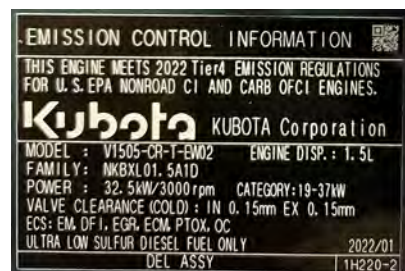 EMISSION CONTROL INFORMATION
THIS ENGINE MEETS 2022 Tier4 EMISSION REGULATIONS
FOR U.S. EPA NONROAD CI AND CARB OFCI ENGINES.
Kubota KUBOTA Corporation
MODEL : V1505-CR-T-EW02 ENGINE DISP.: 1.5L
FAMILY: NKBXL01.5A1D
POWER : 32.5kW/3000rpm CATEGORY:19-37kW
VALVE CLEARANCE (COLD) : IN 0.15mm EX 0.15mm
ECS: EM, DFI, EGR, ECM, PTOX, OC
ULTRA LOW SULFUR DIESEL FUEL ONLY 2022/01
DEL ASSY 1H220-2